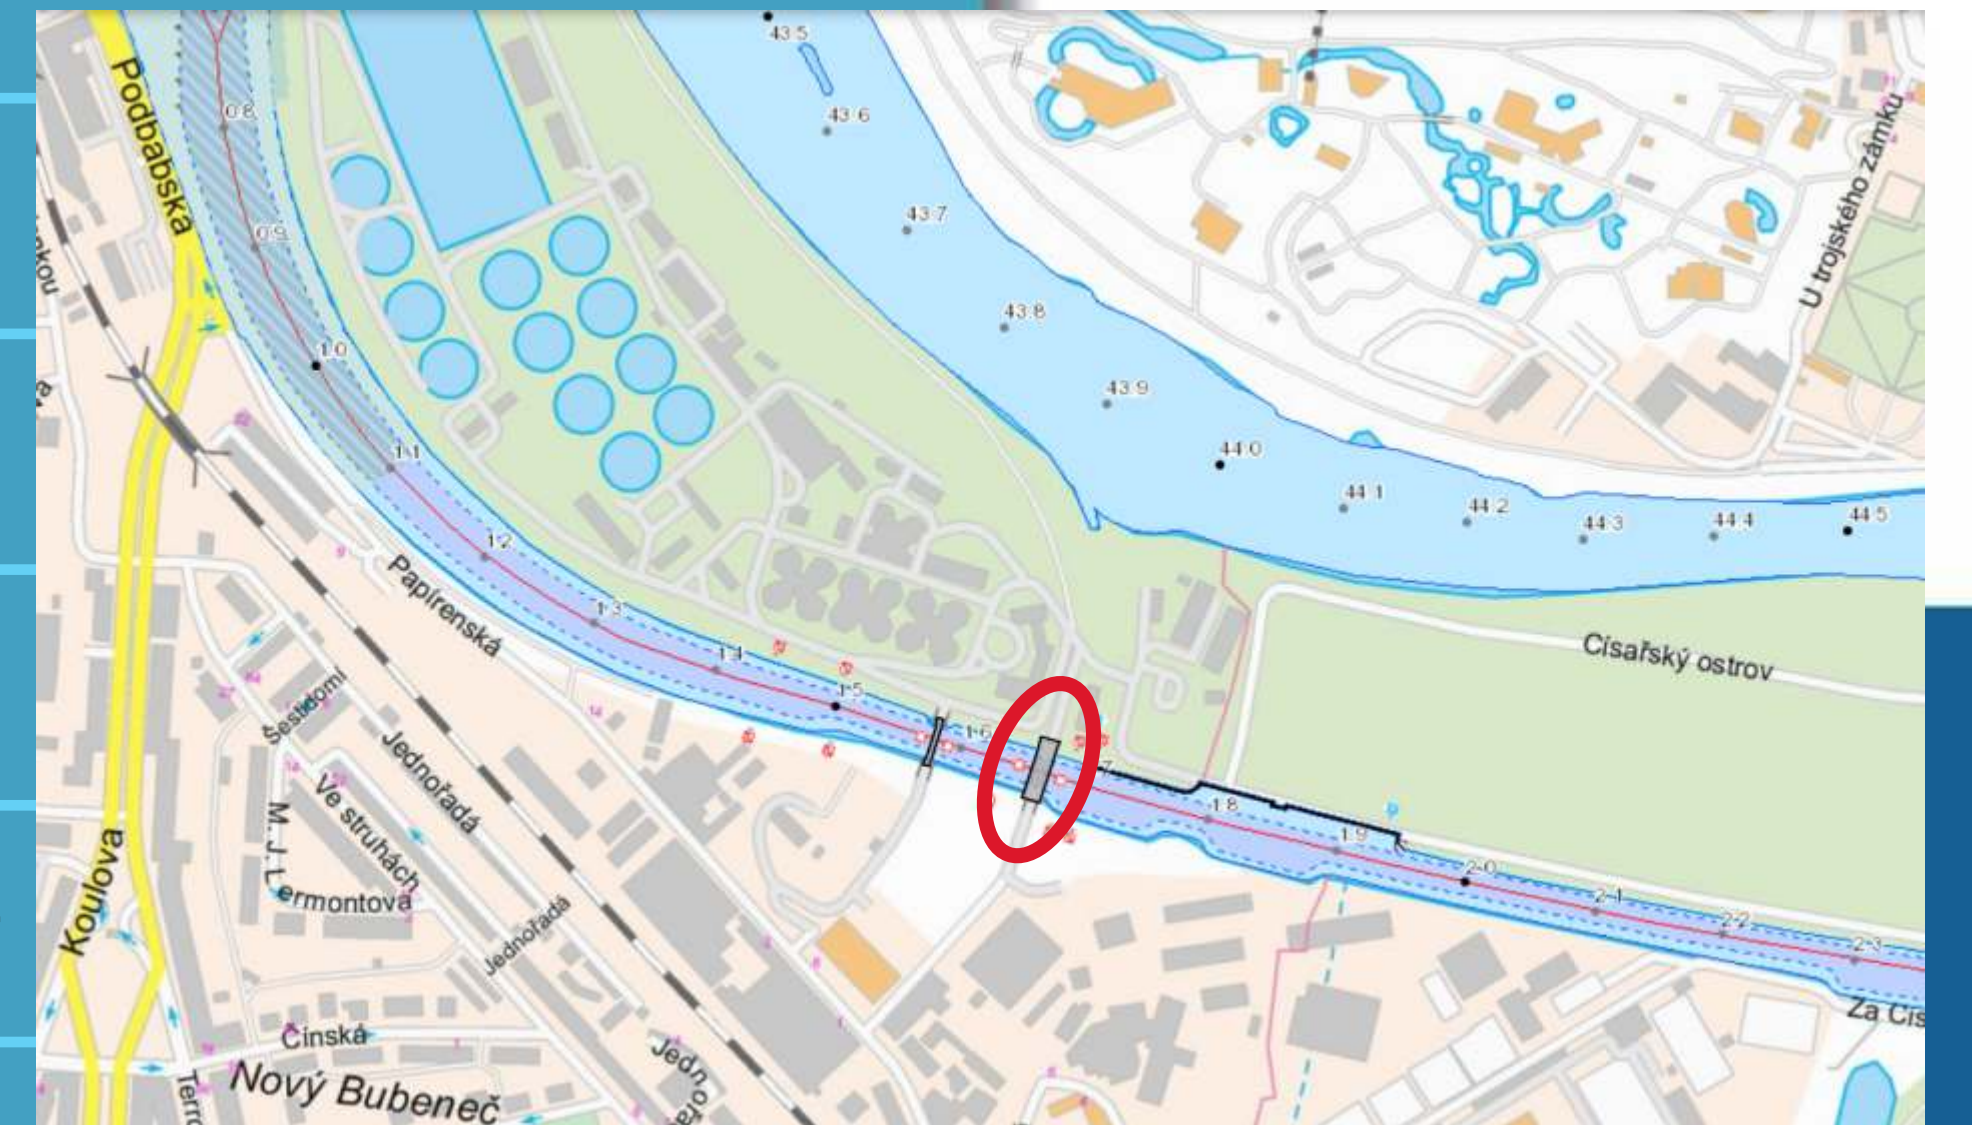 43.5
43.6
0.8
Podbabska
43.7
0.9
U trojského zámku
43.8
1.0
43.9
1.1
44.0
44.1
44.2
44.3
44.4
44.5
1.2
Papírenská
1.3
Císařský ostrov
1.4
1.5
Šestidomí
1.6
Jednořadá
Ve struhách
1.8
M.J.Lermontova
1.9
2.0
Koulova
2.1
Jednořadá
2.2
2.3
Za Cís
Čínská
Jednořa
Nový Bubeneč
Terro